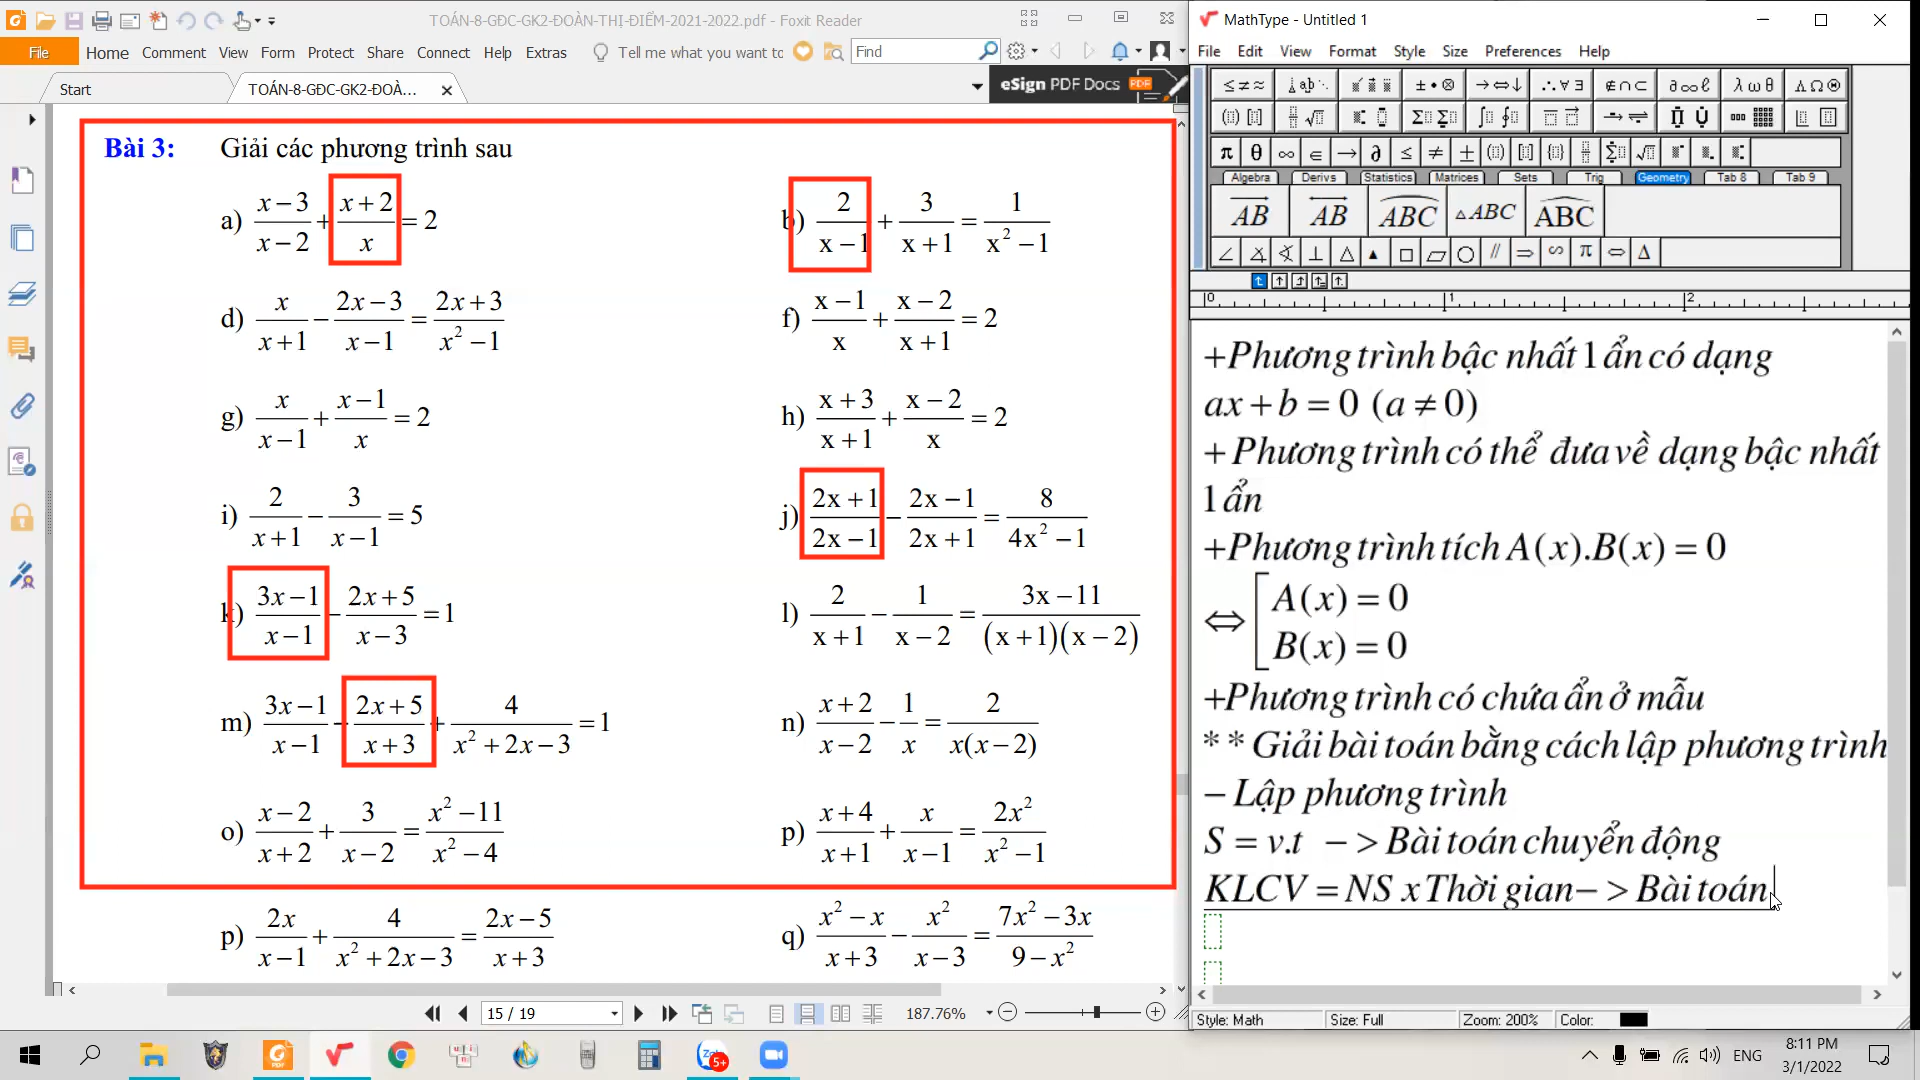 TOÁN-8-GĐC-GK2-ĐOÀN-THỊ-ĐIỂM-2021-2022.pdf - Foxit Reader
File Home Comment View Form Protect Share Connect Help Extras Tell me what you want to Find
Start TOÁN-8-GĐC-GK2-ĐOÀ... eSign PDF Docs
Bài 3: Giải các phương trình sau
a) (x-3)/(x-2) + (x+2)/x = 2
b) 2/(x-1) + 3/(x+1) = 1/(x²-1)
d) x/(x+1) - (2x-3)/(x-1) = (2x+3)/(x²-1)
f) (x-1)/x + (x-2)/(x+1) = 2
g) x/(x-1) + (x-1)/x = 2
h) (x+3)/(x+1) + (x-2)/x = 2
i) 2/(x+1) - 3/(x-1) = 5
j) (2x+1)/(2x-1) - (2x-1)/(2x+1) = 8/(4x²-1)
k) (3x-1)/(x-1) - (2x+5)/(x-3) = 1
l) 2/(x+1) - 1/(x-2) = (3x-11)/((x+1)(x-2))
m) (3x-1)/(x-1) - (2x+5)/(x+3) + 4/(x²+2x-3) = 1
n) (x+2)/(x-2) - 1/x = 2/(x(x-2))
o) (x-2)/(x+2) + 3/(x-2) = (x²-11)/(x²-4)
p) (x+4)/(x+1) + x/(x-1) = 2x²/(x²-1)
p) 2x/(x-1) + 4/(x²+2x-3) = (2x-5)/(x+3)
q) (x²-x)/(x+3) - x²/(x-3) = (7x²-3x)/(9-x²)
15 / 19 187.76%
MathType - Untitled 1
File Edit View Format Style Size Preferences Help
Algebra Derivs Statistics Matrices Sets Trig Geometry Tab 8 Tab 9
AB AB ABC △ABC ABC
0 1 2
+Phương trình bậc nhất 1 ẩn có dạng
ax + b = 0 (a ≠ 0)
+ Phương trình có thể đưa về dạng bậc nhất
1 ẩn
+Phương trình tích A(x).B(x) = 0
⇔ [ A(x) = 0
B(x) = 0
+Phương trình có chứa ẩn ở mẫu
* * Giải bài toán bằng cách lập phương trình
− Lập phương trình
S = v.t − > Bài toán chuyển động
KLCV = NS x Thời gian− > Bài toán
Style: Math Size: Full Zoom: 200% Color:
5+ ENG 8:11 PM
3/1/2022